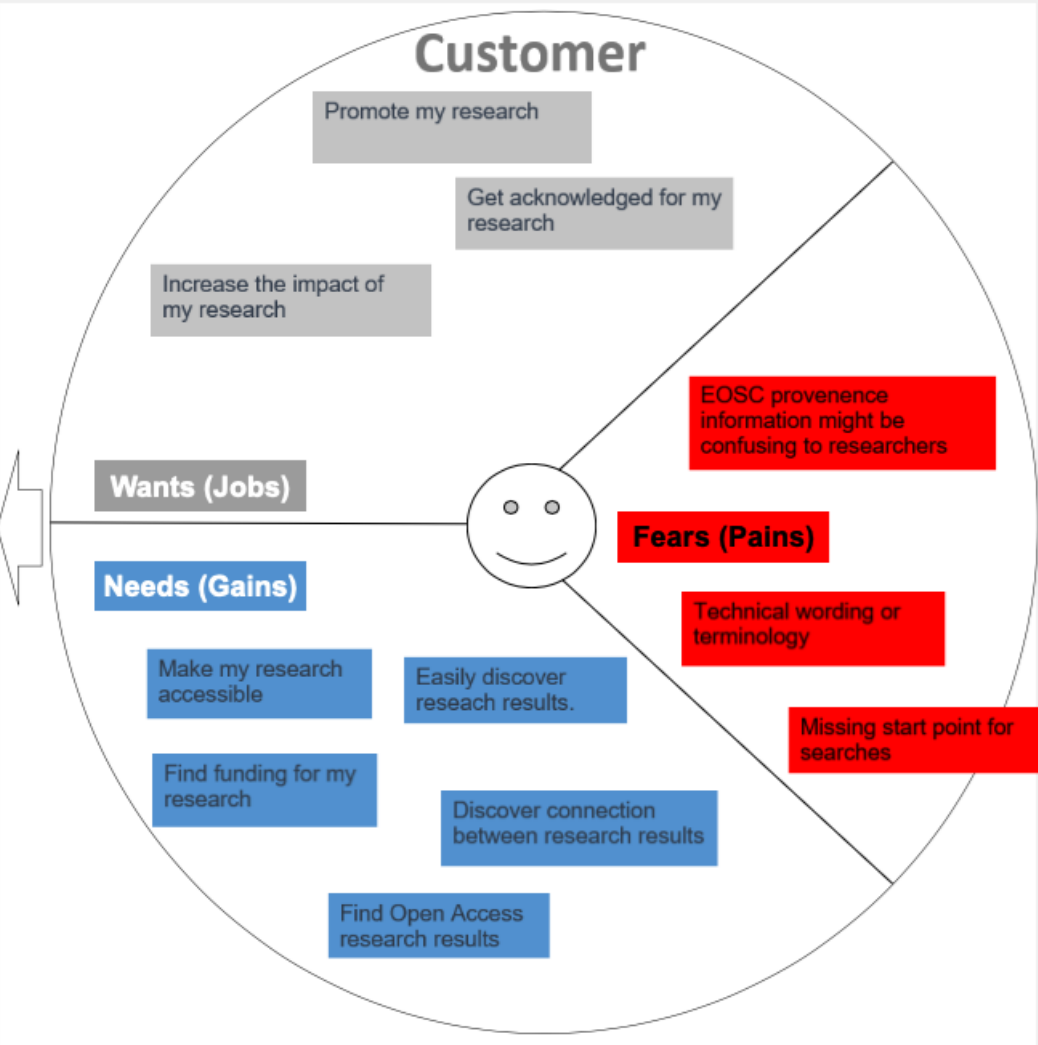 Customer
Promote my research
Get acknowledged for my
research
Increase the impact of
my research
Wants (Jobs)
EOSC provenence
information might be
confusing to researchers
Fears (Pains)
Technical wording or
terminology
Missing start point for
searches
Needs (Gains)
Make my research
accessible
Easily discover
reseach results.
Find funding for my
research
Discover connection
between research results
Find Open Access
research results